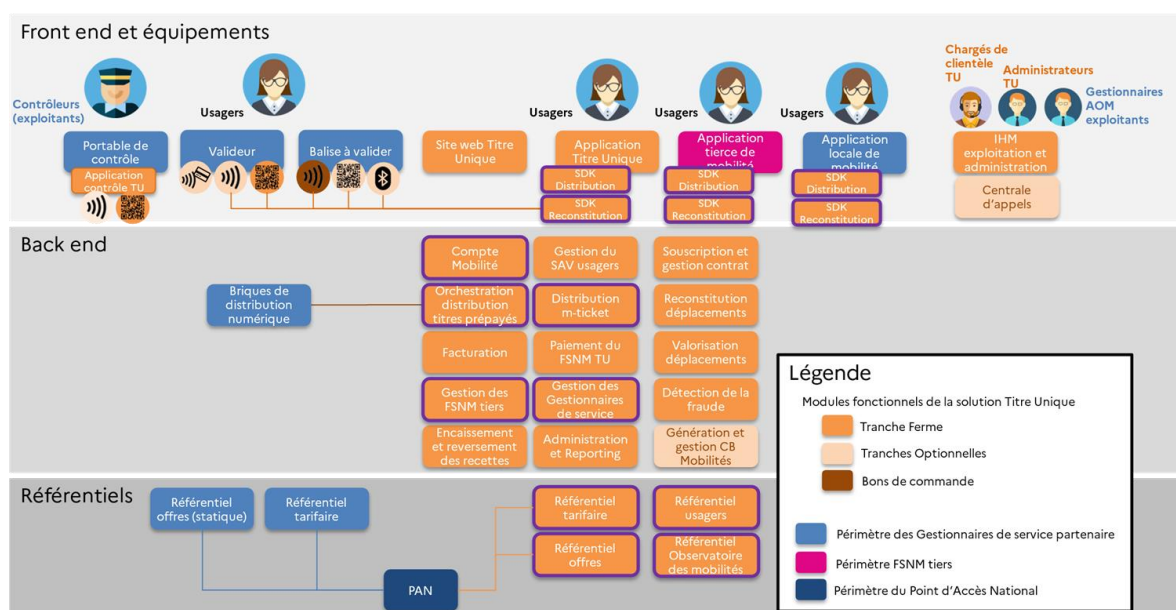 Front end et équipements
Chargés de
clientèle
TU
Administrateurs
TU
Gestionnaires
AOM
exploitants
Contrôleurs
(exploitants)
Usagers
Usagers
Usagers
Usagers
Portable de
contrôle
Application
contrôle TU
Valideur
Balise à valider
Site web Titre
Unique
Application
Titre Unique
SDK
Distribution
SDK
Reconstitution
Application
tierce de
mobilité
SDK
Distribution
SDK
Reconstitution
Application
locale de
mobilité
SDK
Distribution
SDK
Reconstitution
IHM
exploitation et
administration
Centrale
d'appels
Back end
Compte
Mobilité
Gestion du
SAV usagers
Souscription et
gestion contrat
Briques de
distribution
numérique
Orchestration
distribution
titres prépayés
Distribution
m-ticket
Reconstitution
déplacements
Facturation
Paiement du
FSNM TU
Valorisation
déplacements
Gestion des
FSNM tiers
Gestion des
Gestionnaires
de service
Détection de la
fraude
Encaissement
et reversement
des recettes
Administration
et Reporting
Génération et
gestion CB
Mobilités
Légende
Modules fonctionnels de la solution Titre Unique
Tranche Ferme
Tranches Optionnelles
Bons de commande
Périmètre des Gestionnaires de service partenaire
Périmètre FSNM tiers
Périmètre du Point d'Accès National
Référentiels
Référentiel
offres (statique)
Référentiel
tarifaire
Référentiel
tarifaire
Référentiel
usagers
Référentiel
offres
Référentiel
Observatoire
des mobilités
PAN